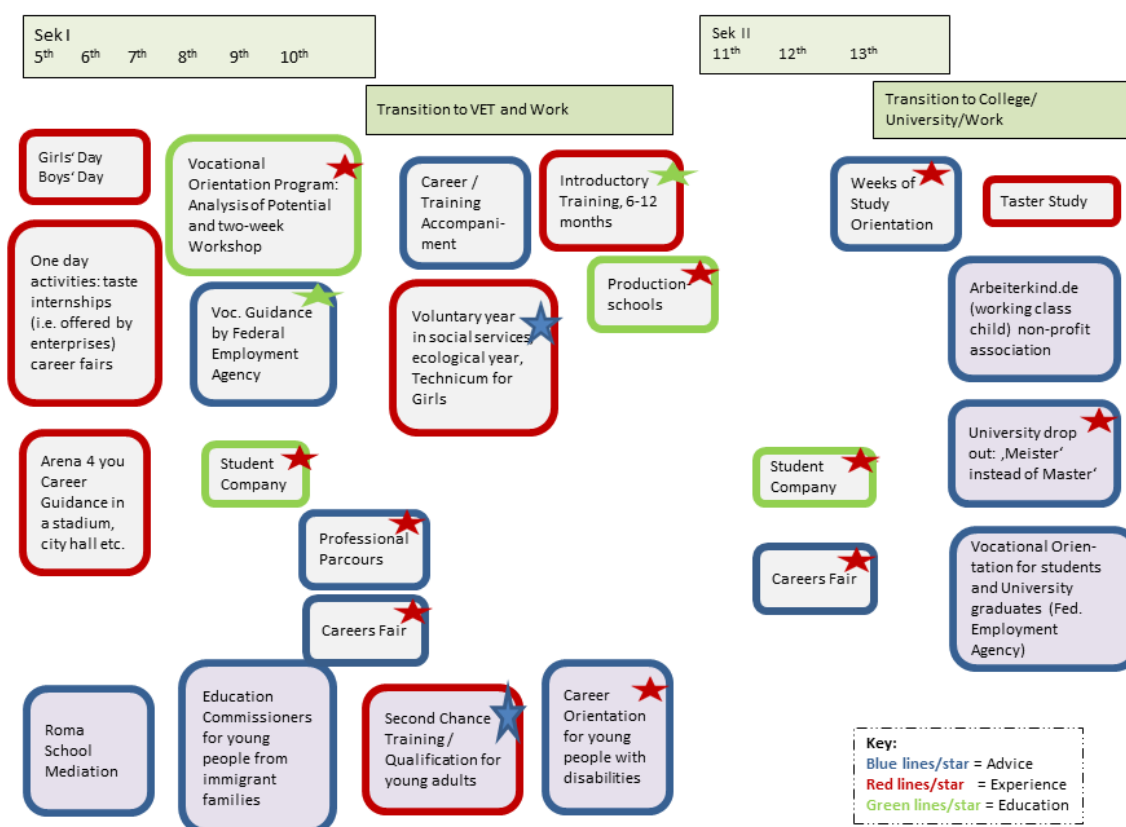 Sek I
5th 6th 7th 8th 9th 10th
Sek II
11th 12th 13th
Transition to VET and Work
Transition to College/
University/Work
Girls‘ Day
Boys‘ Day
Vocational
Orientation Program:
Analysis of Potential
and two-week
Workshop
Career /
Training
Accompani-
ment
Introductory
Training, 6-12
months
Weeks of
Study
Orientation
Taster Study
One day
activities: taste
internships
(i.e. offered by
enterprises)
career fairs
Voc. Guidance
by Federal
Employment
Agency
Voluntary year
in social services,
ecological year,
Technicum for
Girls
Production-
schools
Arbeiterkind.de
(working class
child) non-profit
association
Arena 4 you
Career
Guidance in
a stadium,
city hall etc.
Student
Company
Student
Company
University drop
out: ‚Meister‘
instead of Master‘
Professional
Parcours
Careers Fair
Careers Fair
Vocational Orien-
tation for students
and University
graduates (Fed.
Employment
Agency)
Roma
School
Mediation
Education
Commissioners
for young
people from
immigrant
families
Second Chance
Training /
Qualification for
young adults
Career
Orientation
for young
people with
disabilities
Key:
Blue lines/star = Advice
Red lines/star = Experience
Green lines/star = Education